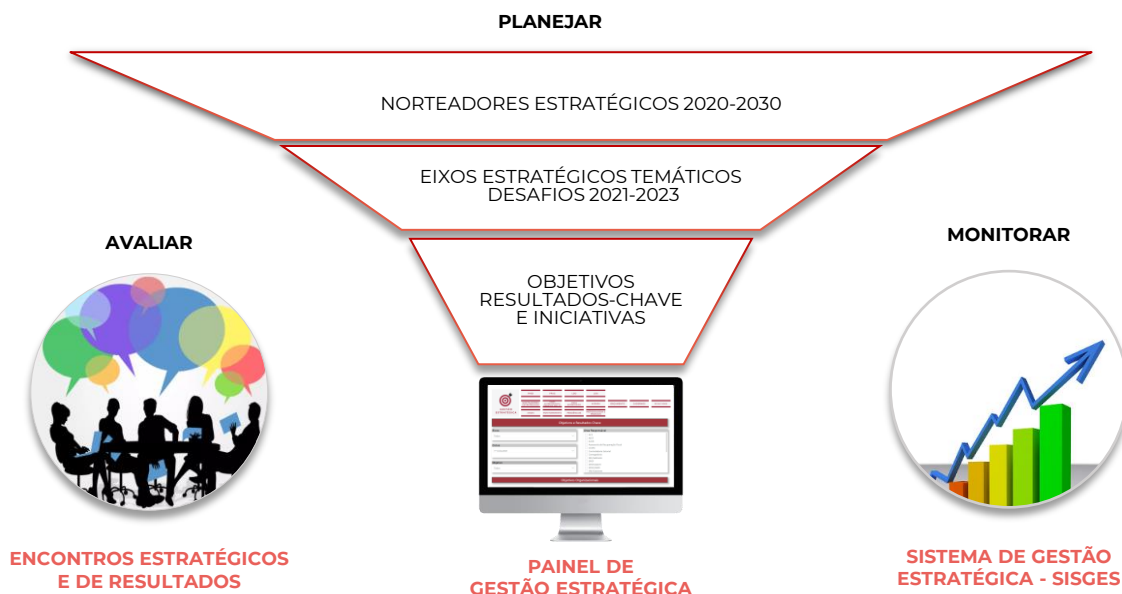 PLANEJAR
NORTEADORES ESTRATÉGICOS 2020-2030
EIXOS ESTRATÉGICOS TEMÁTICOS
DESAFIOS 2021-2023
OBJETIVOS
RESULTADOS-CHAVE
E INICIATIVAS
AVALIAR
ENCONTROS ESTRATÉGICOS
E DE RESULTADOS
PAINEL DE
GESTÃO ESTRATÉGICA
MONITORAR
SISTEMA DE GESTÃO
ESTRATÉGICA - SISGES